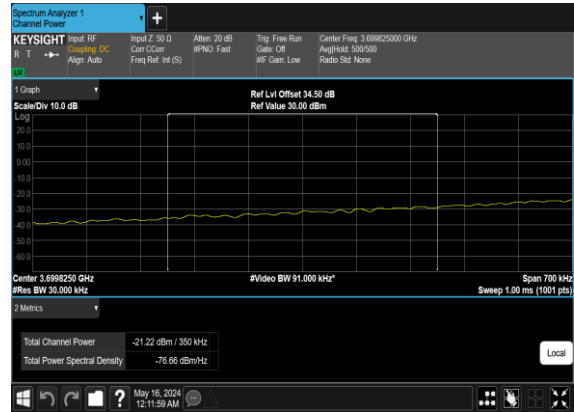 Spectrum Analyzer 1
Channel Power
KEYSIGHT Input: RF Input Z: 50 Ω Atten: 20 dB Trig: Free Run Center Freq: 3.699825000 GHz
R T Coupling: DC Corr CCorr #PNO: Fast Gate: Off Avg|Hold: 500/500
Align: Auto Freq Ref: Int (S) #IF Gain: Low Radio Std: None
1 Graph
Scale/Div 10.0 dB Ref Lvl Offset 34.50 dB
Ref Value 30.00 dBm
Log
20.0
10.0
0.00
-10.0
-20.0
-30.0
-40.0
-50.0
-60.0
Center 3.6998250 GHz #Video BW 91.000 kHz* Span 700 kHz
#Res BW 30.000 kHz Sweep 1.00 ms (1001 pts)
2 Metrics
Total Channel Power -21.22 dBm / 350 kHz
Total Power Spectral Density -76.66 dBm/Hz
Local
May 16, 2024
12:11:59 AM